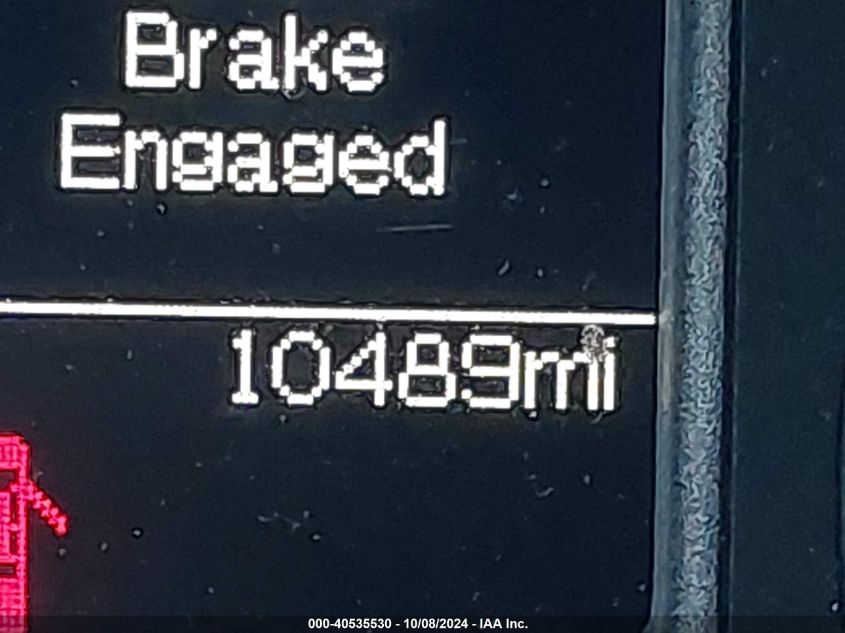 Brake
Engaged
10489mi
000-40535530 - 10/08/2024 - IAA Inc.